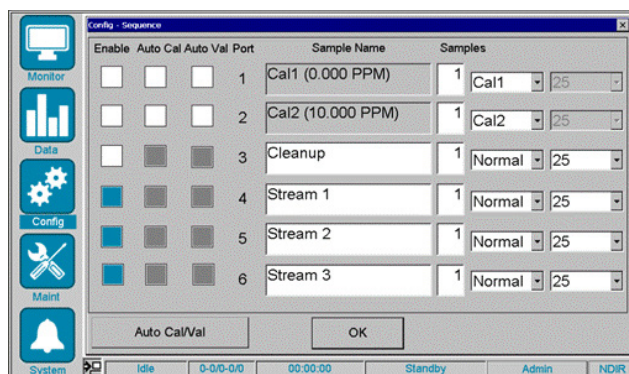 Config - Sequence
Enable Auto Cal Auto Val Port Sample Name Samples
1 Cal1 (0.000 PPM) 1 Cal1 25
2 Cal2 (10.000 PPM) 1 Cal2 25
3 Cleanup 1 Normal 25
4 Stream 1 1 Normal 25
5 Stream 2 1 Normal 25
6 Stream 3 1 Normal 25
Auto Cal/Val OK
Monitor
Data
Config
Maint
System
Idle 0-0/0-0/0 00:00:00 Standby Admin NDIR